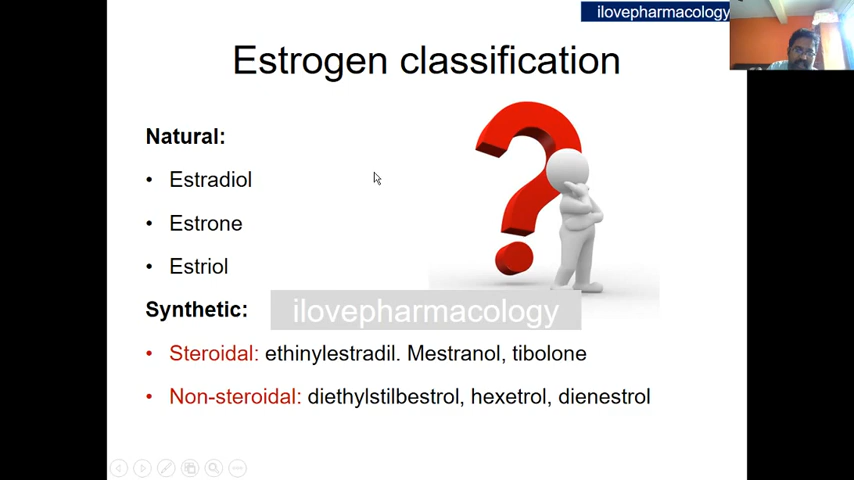 ilovepharmacology
Estrogen classification
Natural:
• Estradiol
• Estrone
• Estriol
Synthetic:
ilovepharmacology
• Steroidal: ethinylestradil. Mestranol, tibolone
• Non-steroidal: diethylstilbestrol, hexetrol, dienestrol